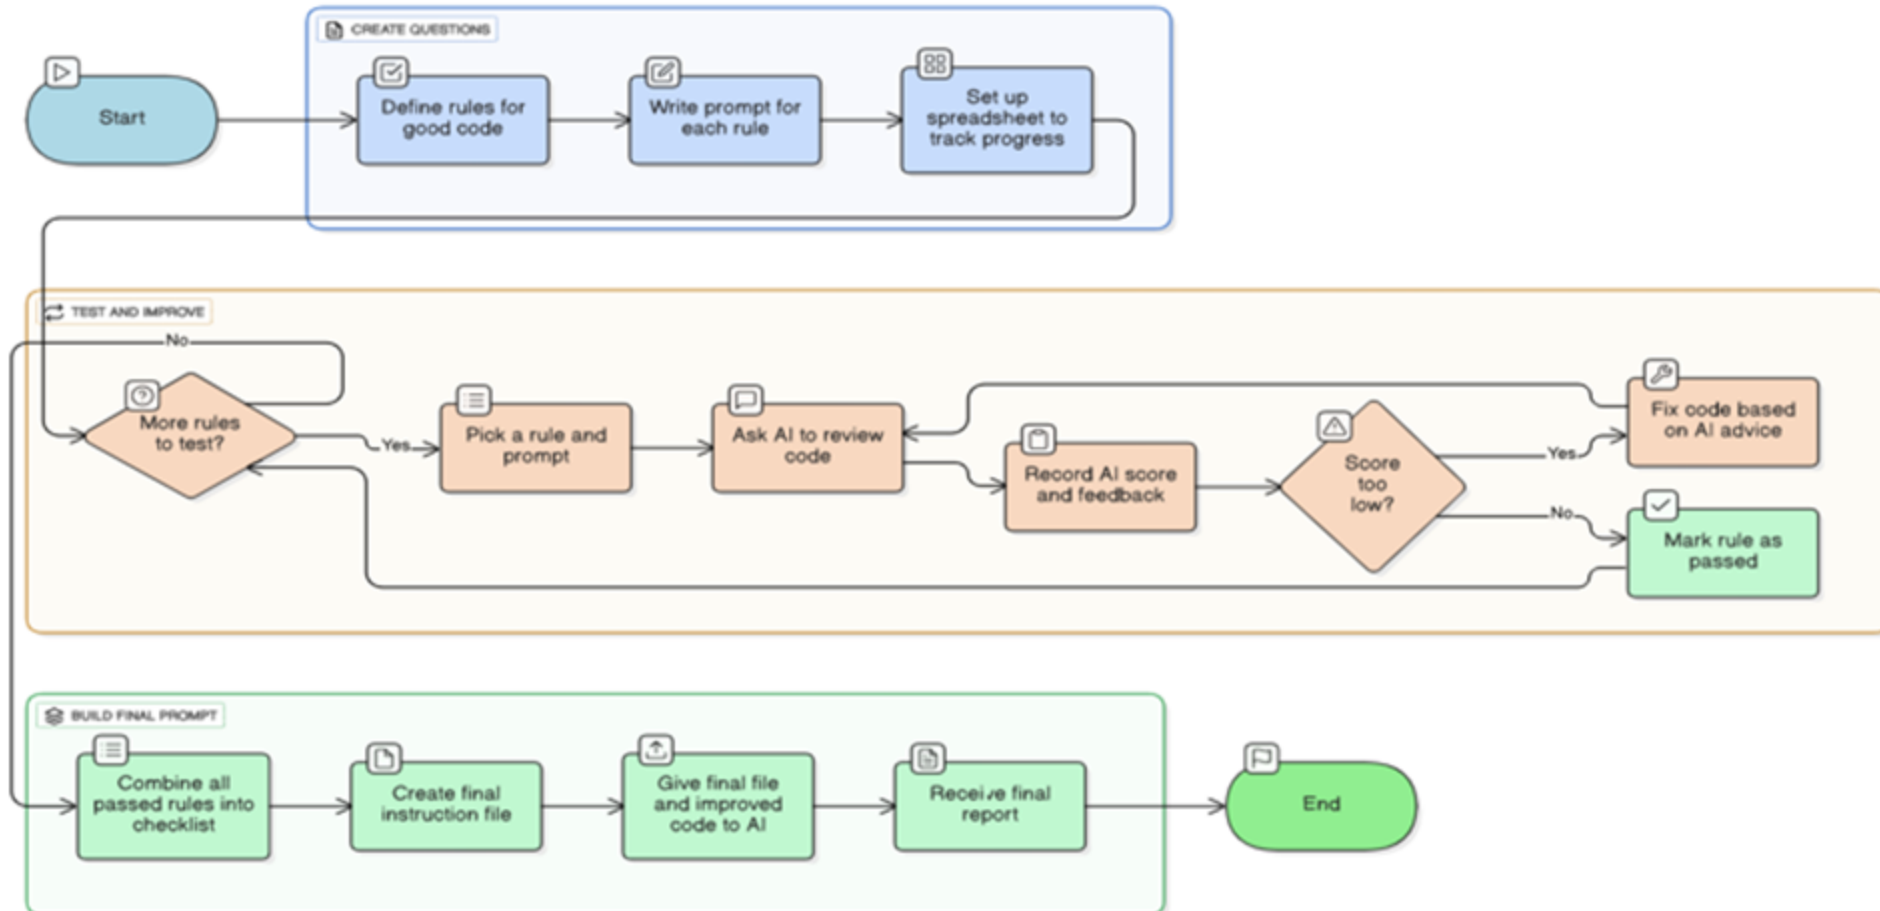 CREATE QUESTIONS
Start
Define rules for
good code
Write prompt for
each rule
Set up
spreadsheet to
track progress
TEST AND IMPROVE
No
More rules
to test?
Yes
Pick a rule and
prompt
Ask AI to review
code
Record AI score
and feedback
Score
too
low?
Yes
Fix code based
on AI advice
No
Mark rule as
passed
BUILD FINAL PROMPT
Combine all
passed rules into
checklist
Create final
instruction file
Give final file
and improved
code to AI
Receive final
report
End